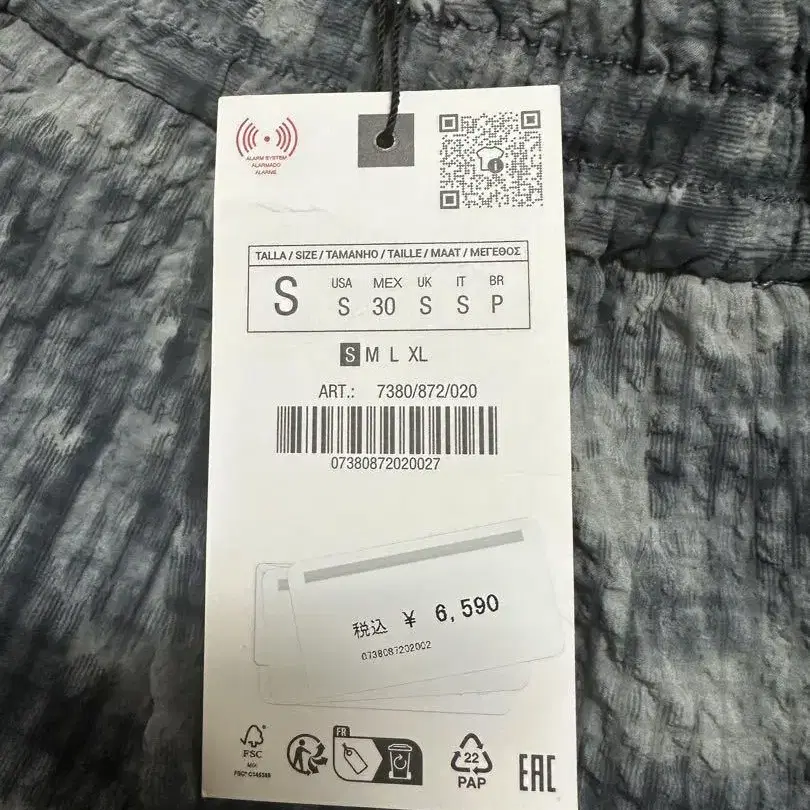 ALARM SYSTEM
ALARMADO
ALARME
TALLA / SIZE / TAMANHO / TAILLE / MAAT / ΜΕΓΕΘΟΣ
S
USA MEX UK IT BR
S 30 S S P
S M L XL
ART.: 7380/872/020
07380872020027
税込 ¥ 6,590
0738087202002
FR
FSC
MIX
22
PAP
EAC